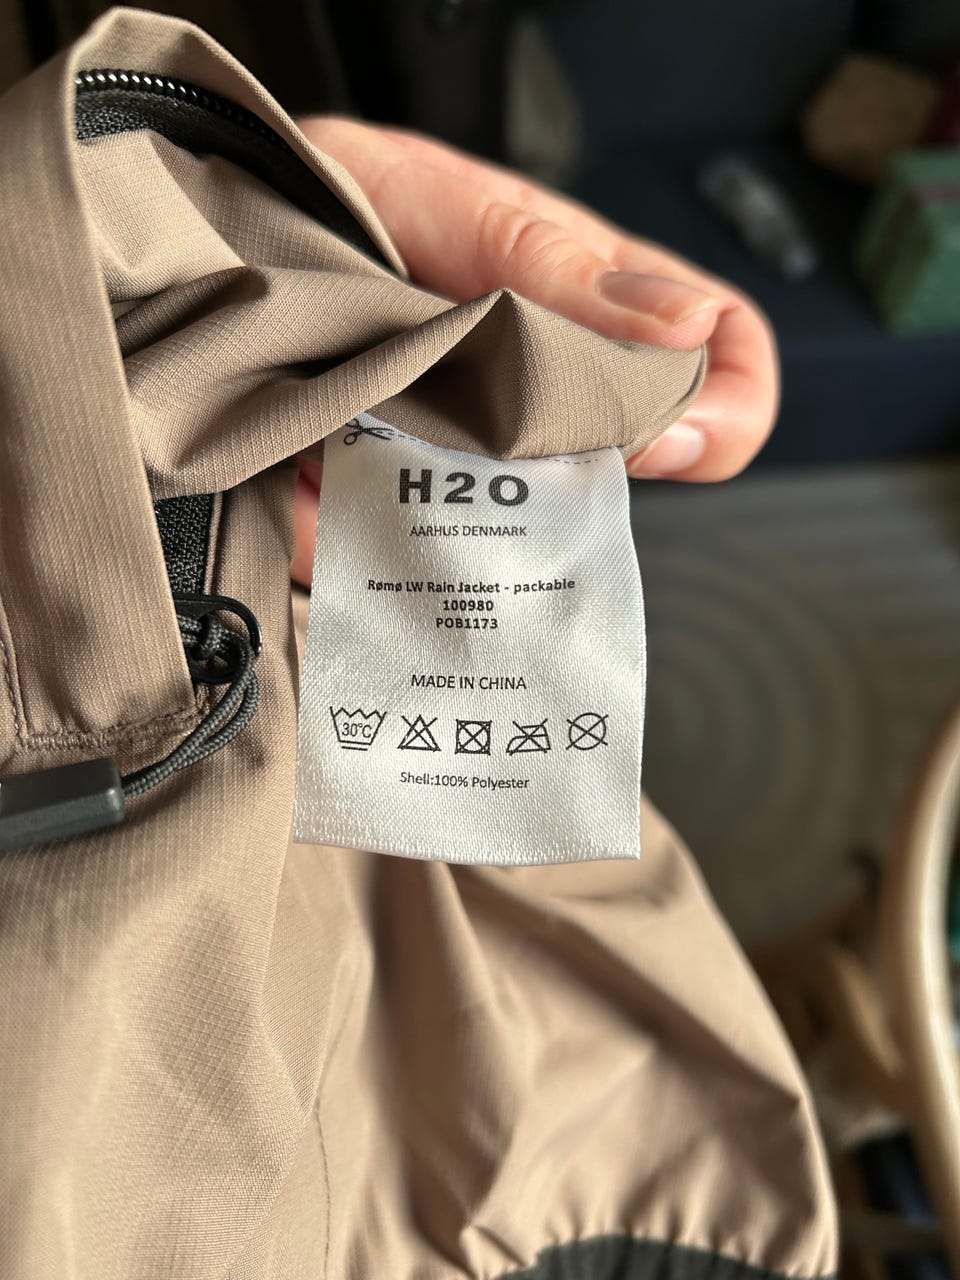 H2O
AARHUS DENMARK
Rømø LW Rain Jacket - packable
100980
POB1173
MADE IN CHINA
30°C
Shell:100% Polyester